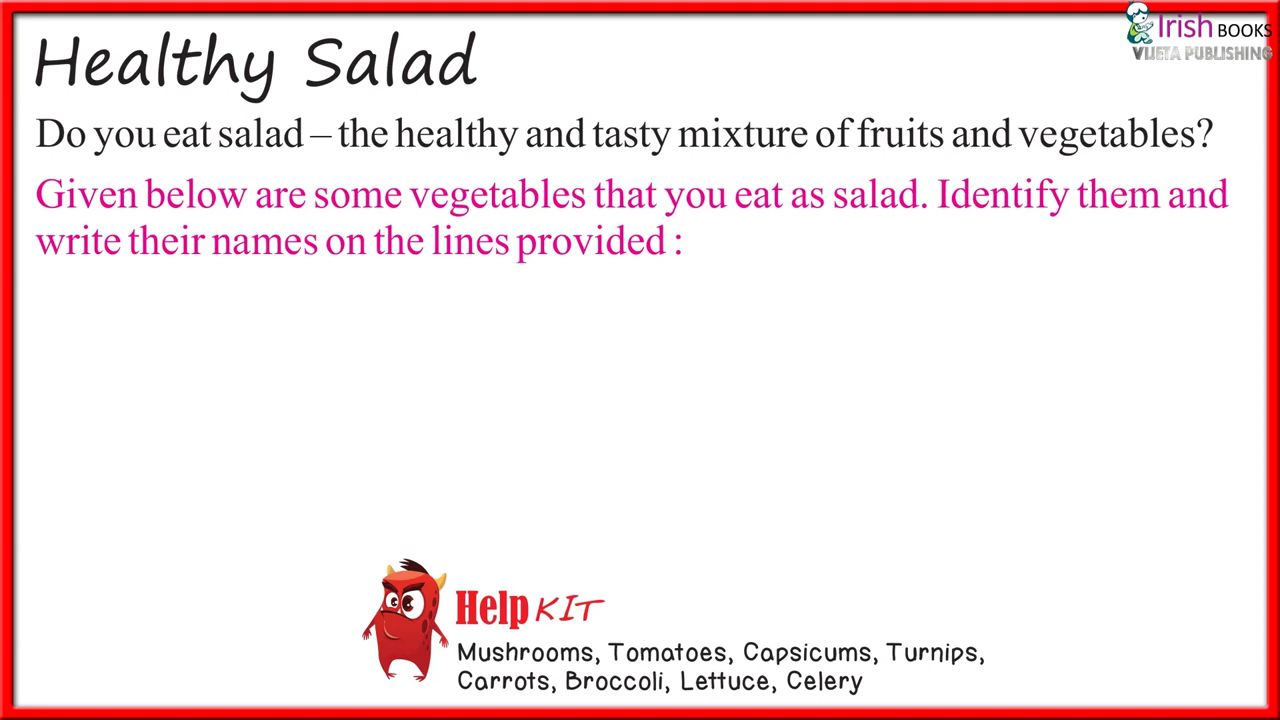 Irish BOOKS
VIJETA PUBLISHING
Healthy Salad
Do you eat salad – the healthy and tasty mixture of fruits and vegetables?
Given below are some vegetables that you eat as salad. Identify them and
write their names on the lines provided :
Help KIT
Mushrooms, Tomatoes, Capsicums, Turnips,
Carrots, Broccoli, Lettuce, Celery